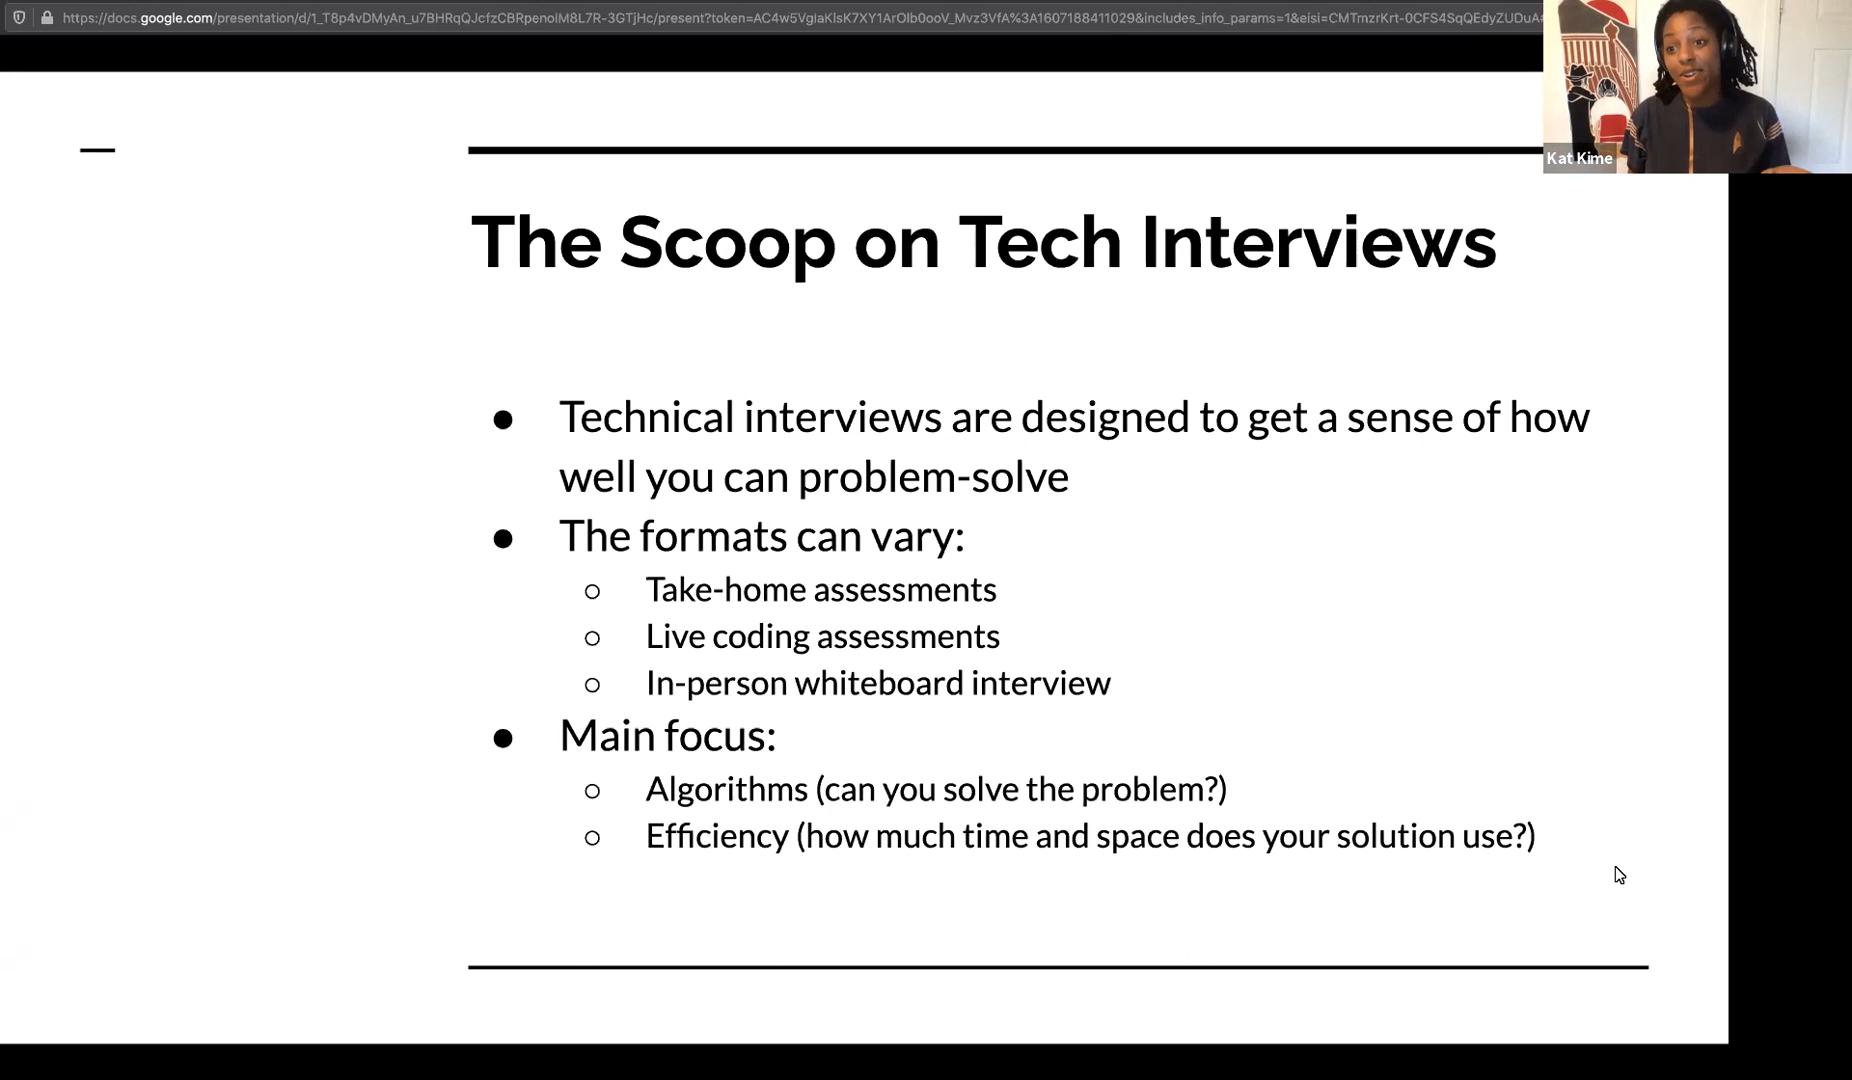 Kat Kime
The Scoop on Tech Interviews
● Technical interviews are designed to get a sense of how
well you can problem-solve
● The formats can vary:
○ Take-home assessments
○ Live coding assessments
○ In-person whiteboard interview
● Main focus:
○ Algorithms (can you solve the problem?)
○ Efficiency (how much time and space does your solution use?)